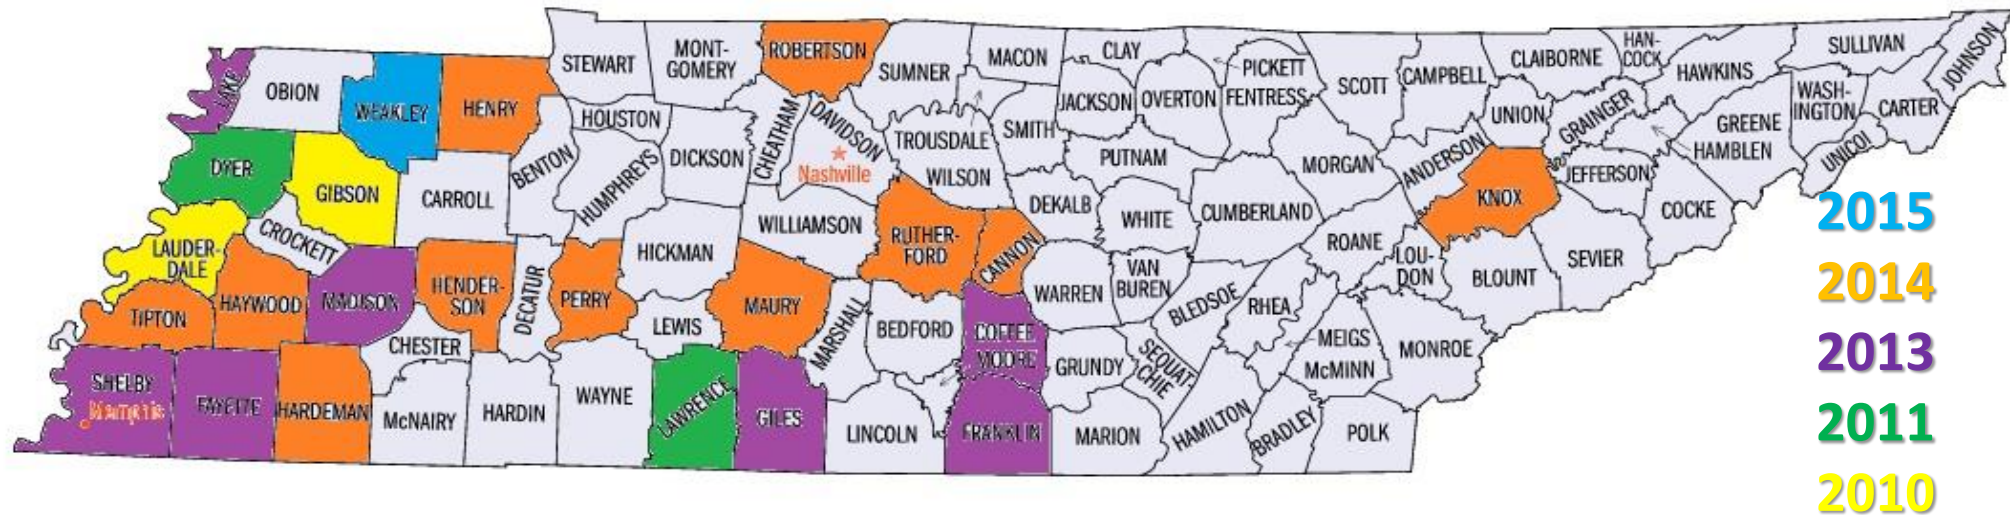 STEWART
MONT-
GOMERY
ROBERTSON
SUMNER
MACON
CLAY
PICKETT
SCOTT
CAMPBELL
CLAIBORNE
HAN-
COCK
HAWKINS
SULLIVAN
JOHNSON
LAKE
OBION
WEAKLEY
HENRY
HOUSTON
CHEATHAM
DAVIDSON
Nashville
TROUSDALE
SMITH
JACKSON
OVERTON
FENTRESS
UNION
GRAINGER
WASH-
INGTON
CARTER
GREENE
HAMBLEN
UNICOI
DYER
GIBSON
CARROLL
BENTON
HUMPHREYS
DICKSON
WILSON
PUTNAM
MORGAN
ANDERSON
KNOX
JEFFERSON
COCKE
LAUDER-
DALE
CROCKETT
HICKMAN
WILLIAMSON
RUTHER-
FORD
CANNON
DEKALB
WHITE
CUMBERLAND
ROANE
LOU-
DON
BLOUNT
SEVIER
TIPTON
HAYWOOD
MADISON
HENDER-
SON
DECATUR
PERRY
LEWIS
MAURY
MARSHALL
BEDFORD
COFFEE
MOORE
WARREN
VAN
BUREN
BLEDSOE
RHEA
MEIGS
McMINN
MONROE
SHELBY
Memphis
FAYETTE
HARDEMAN
CHESTER
McNAIRY
HARDIN
WAYNE
LAWRENCE
GILES
LINCOLN
FRANKLIN
GRUNDY
SEQUAT-
CHIE
MARION
HAMILTON
BRADLEY
POLK
2015
2014
2013
2011
2010